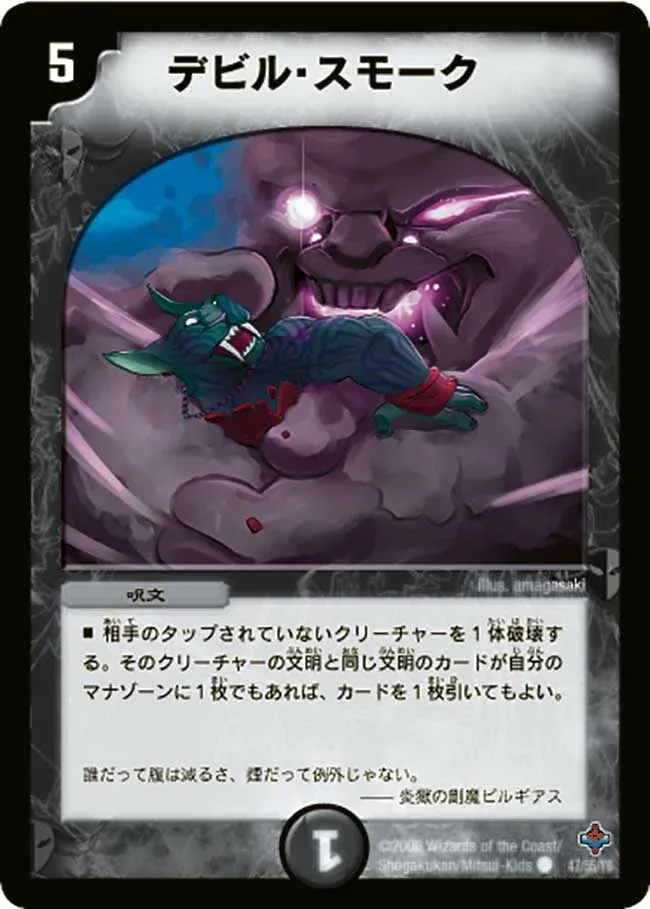 5
デビル・スモーク
illus. amagasaki
呪文
■ 相手のタップされていないクリーチャーを1体破壊す
る。そのクリーチャーの文明と同じ文明のカードが自分の
マナゾーンに1枚でもあれば、カードを1枚引いてもよい。
誰だって腹は減るさ、煙だって例外じゃない。
—— 炎獄の剛魔ビルギアス
1
©2008 Wizards of the Coast/
Shogakukan/Mitsui-Kids